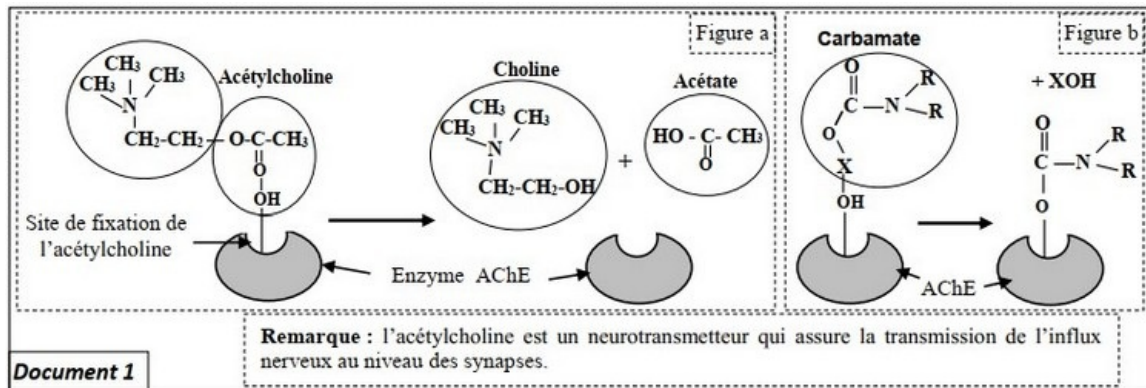 Figure a
Acétylcholine
CH₃
CH₃
CH₃
N
CH₂-CH₂
O-C-CH₃
O
OH
Site de fixation de
l'acétylcholine
Enzyme AChE
Choline
CH₃
CH₃
CH₃
N
CH₂-CH₂-OH
+
Acétate
HO-C-CH₃
O
Figure b
Carbamate
O
C-N
R
R
O
X
OH
+ XOH
O
C-N
R
R
O
AChE
Remarque : l'acétylcholine est un neurotransmetteur qui assure la transmission de l'influx
nerveux au niveau des synapses.
Document 1